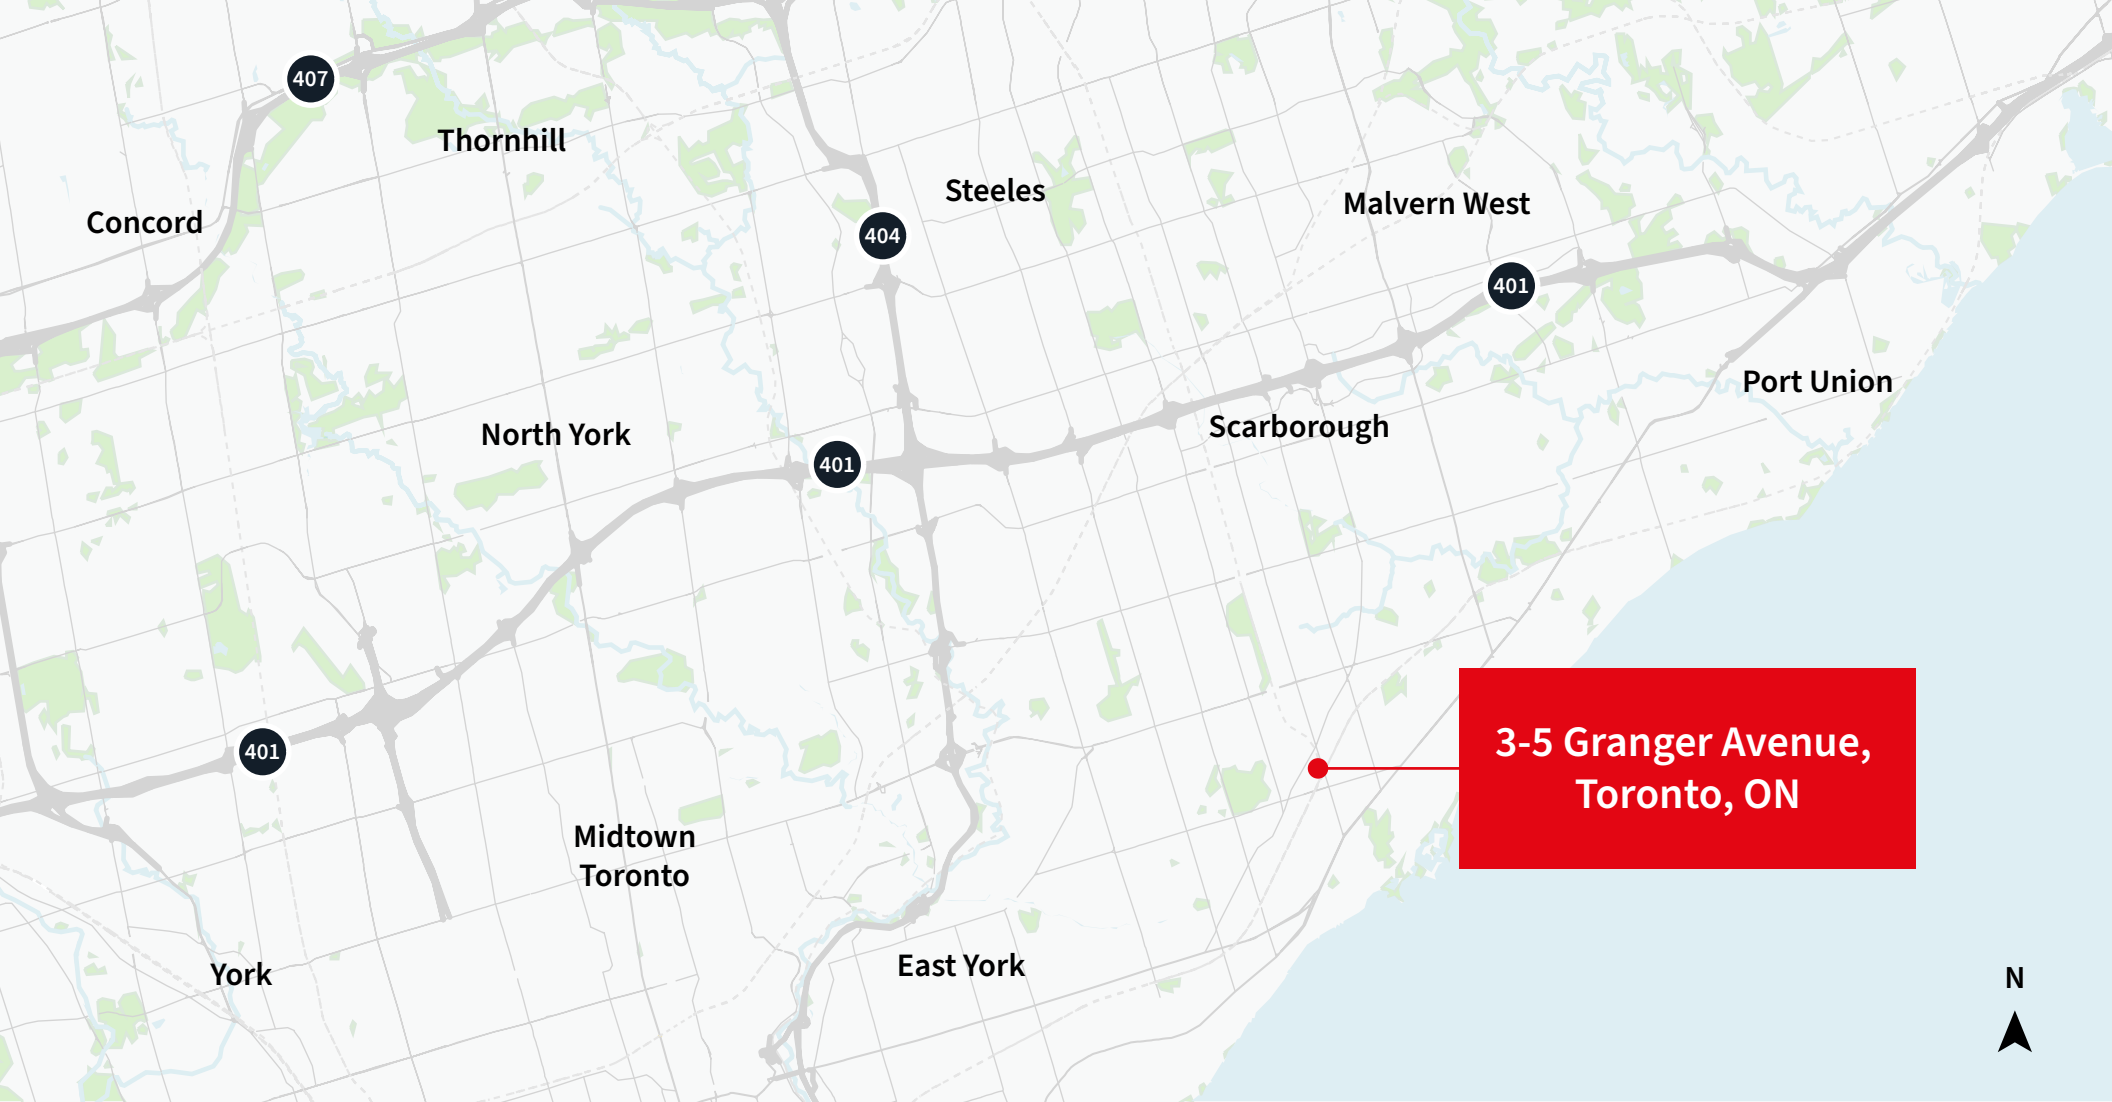 407
Thornhill
Steeles
Malvern West
Concord
404
401
Port Union
Scarborough
North York
401
3-5 Granger Avenue,
Toronto, ON
401
Midtown
Toronto
York
East York
N